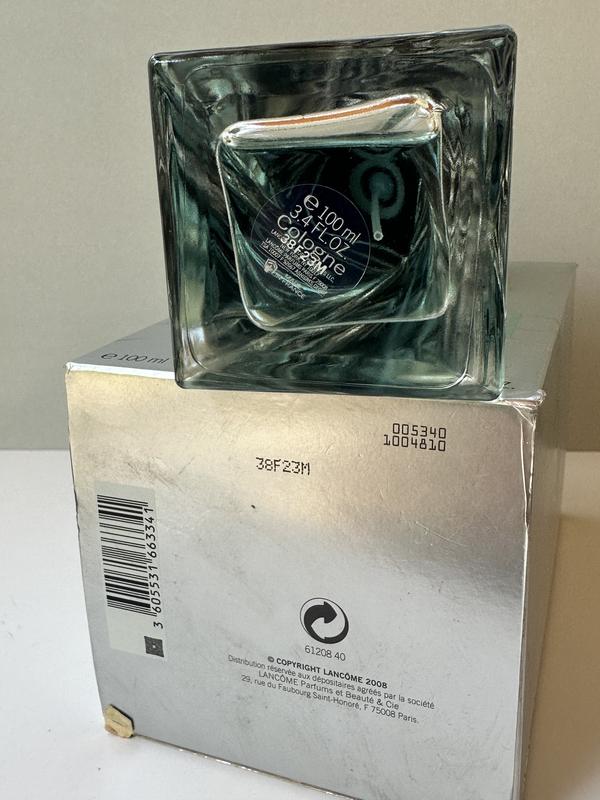 e 100 ml
3.4 FL.OZ.
Cologne
38F23M
FRANCE
e 100 ml
005340
1004810
38F23M
3 605531 663341
61208 40
© COPYRIGHT LANCÔME 2008
Distribution réservée aux dépositaires agréés par la société
LANCÔME Parfums et Beauté & Cie
29, rue du Faubourg Saint-Honoré, F 75008 Paris.